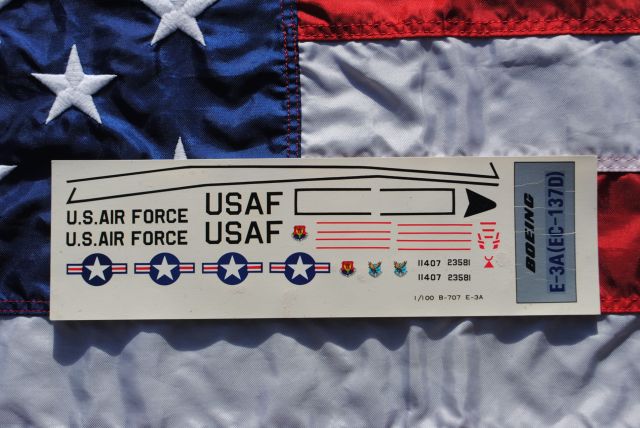 U.S. AIR FORCE
U.S. AIR FORCE
USAF
USAF
11407 23581
11407 23581
1/100 B-707 E-3A
BOEING
E-3A(EC-137D)